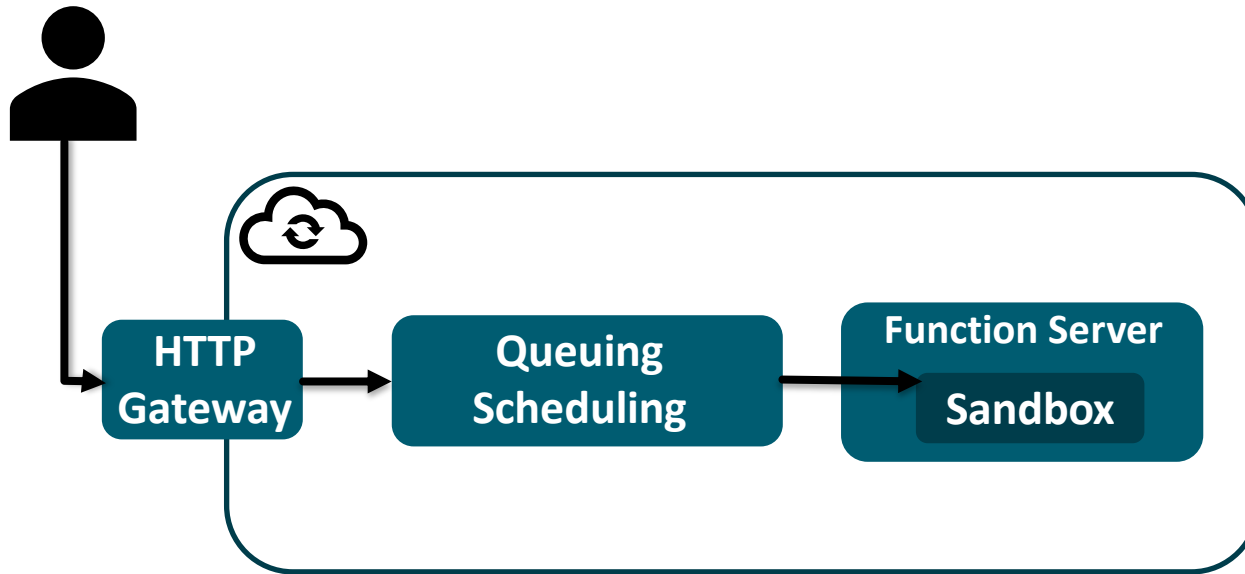 HTTP
Gateway
Queuing
Scheduling
Function Server
Sandbox